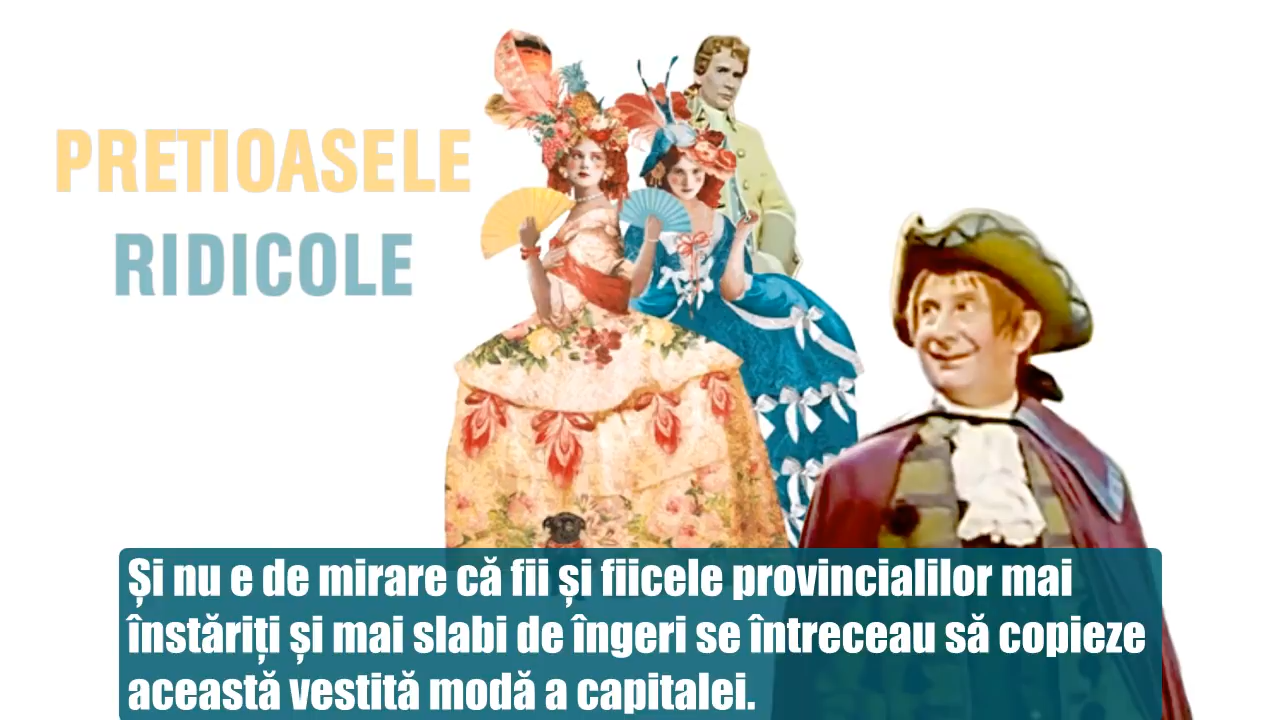 PRETIOASELE
RIDICOLE
Și nu e de mirare că fii și fiicele provincialilor mai
înstăriți și mai slabi de îngeri se întreceau să copieze
această vestită modă a capitalei.